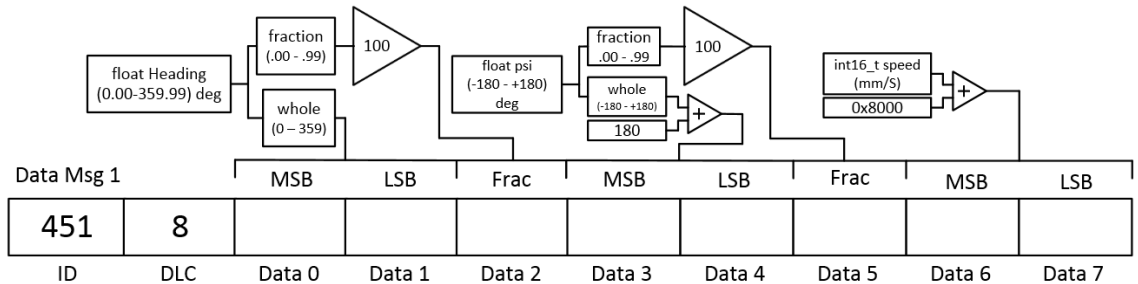 float Heading
(0.00-359.99) deg
fraction
(.00 - .99)
whole
(0 – 359)
100
float psi
(-180 - +180)
deg
fraction
.00 - .99
whole
(-180 - +180)
180
+
100
int16_t speed
(mm/S)
0x8000
+
Data Msg 1
MSB LSB Frac MSB LSB Frac MSB LSB
451 8
ID DLC Data 0 Data 1 Data 2 Data 3 Data 4 Data 5 Data 6 Data 7